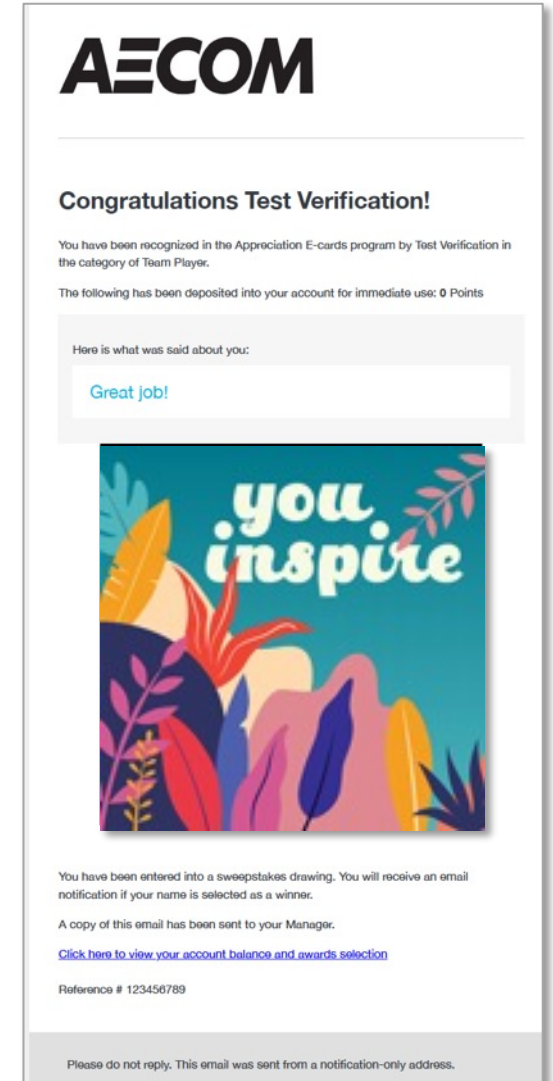 AECOM
Congratulations Test Verification!
You have been recognized in the Appreciation E-cards program by Test Verification in
the category of Team Player.
The following has been deposited into your account for immediate use: 0 Points
Here is what was said about you:
Great job!
you
inspire
You have been entered into a sweepstakes drawing. You will receive an email
notification if your name is selected as a winner.
A copy of this email has been sent to your Manager.
Click here to view your account balance and awards selection
Reference # 123456789
Please do not reply. This email was sent from a notification-only address.